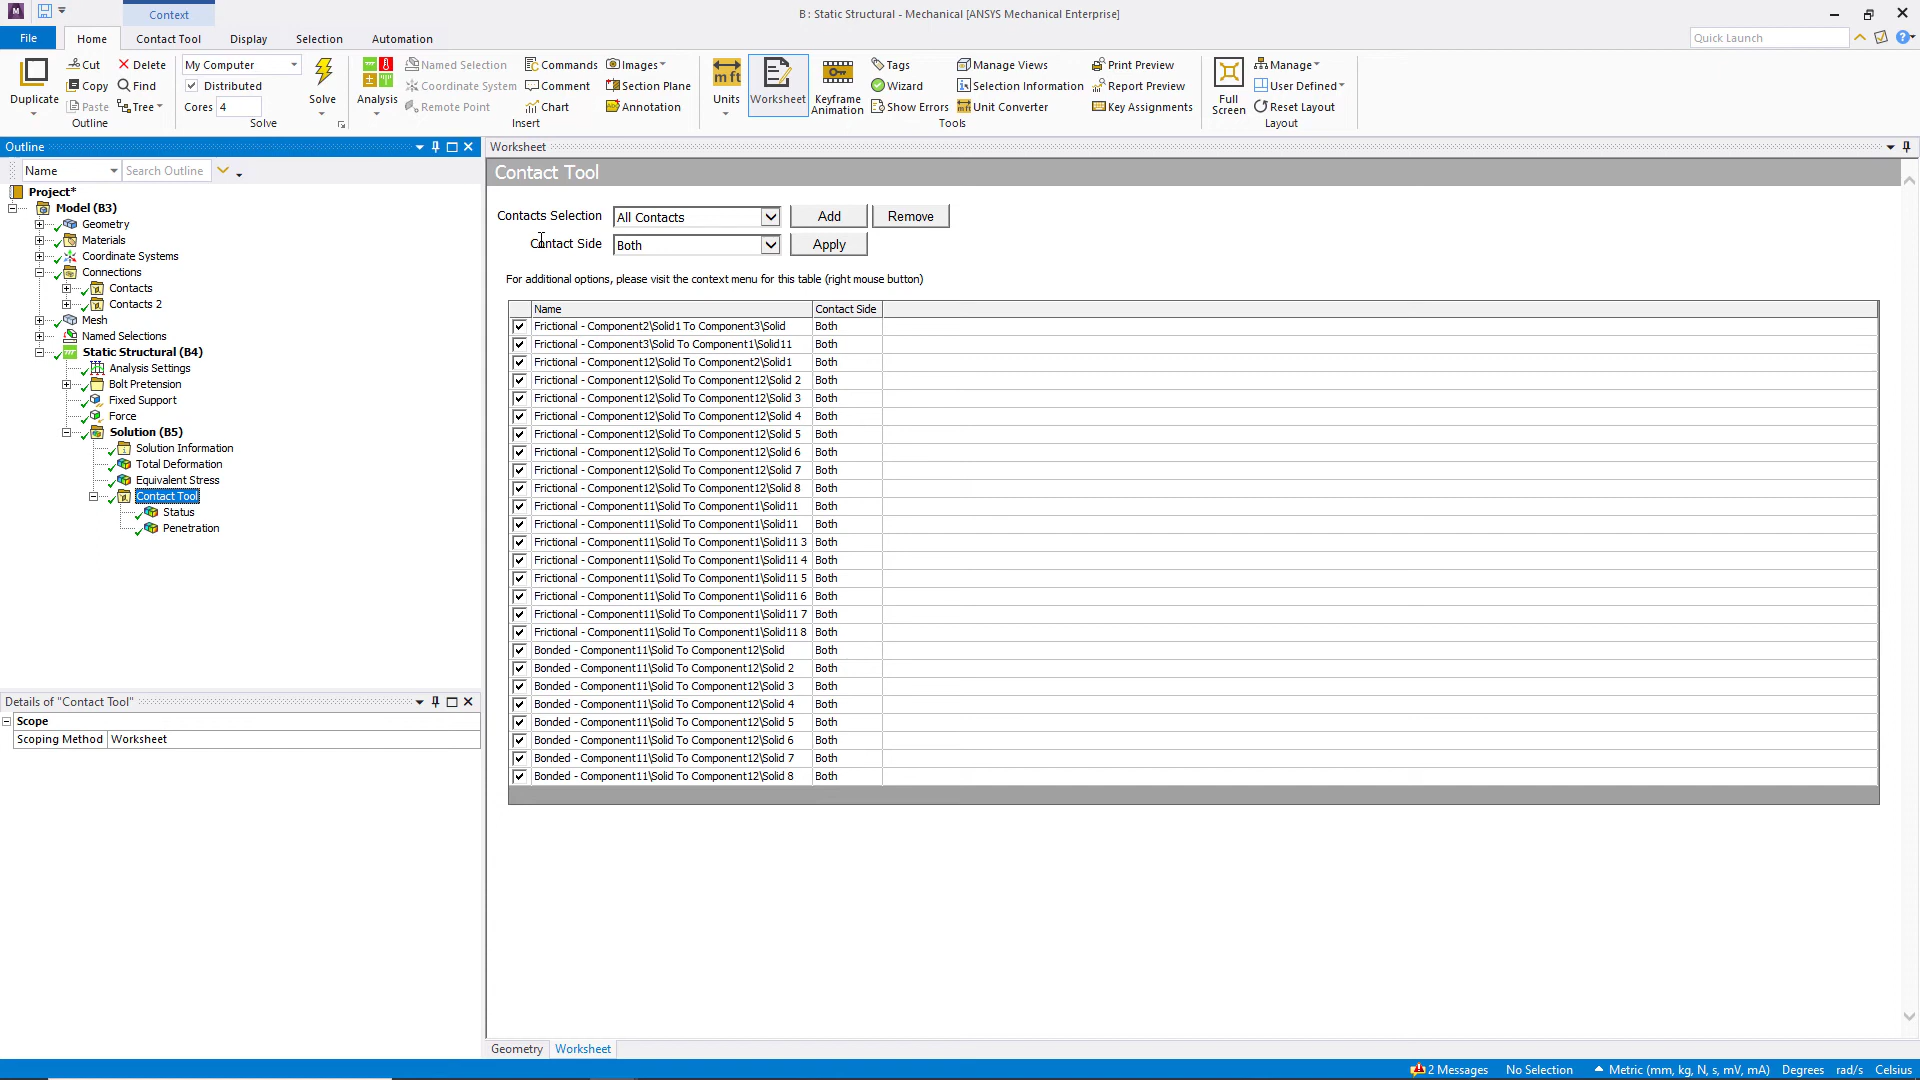 Context
B : Static Structural - Mechanical [ANSYS Mechanical Enterprise]
File
Home
Contact Tool
Display
Selection
Automation
Quick Launch
Duplicate
Cut
Copy
Paste
Delete
Find
Tree
Outline
My Computer
Distributed
Cores 4
Solve
Solve
Analysis
Named Selection
Coordinate System
Remote Point
Commands
Comment
Chart
Images
Section Plane
Annotation
Insert
Units
Worksheet
Keyframe
Animation
Tags
Wizard
Show Errors
Manage Views
Selection Information
Unit Converter
Print Preview
Report Preview
Key Assignments
Tools
Full
Screen
Manage
User Defined
Reset Layout
Layout
Outline
Name
Search Outline
Project*
Model (B3)
Geometry
Materials
Coordinate Systems
Connections
Contacts
Contacts 2
Mesh
Named Selections
Static Structural (B4)
Analysis Settings
Bolt Pretension
Fixed Support
Force
Solution (B5)
Solution Information
Total Deformation
Equivalent Stress
Contact Tool
Status
Penetration
Details of "Contact Tool"
Scope
Scoping Method Worksheet
Worksheet
Contact Tool
Contacts Selection All Contacts Add Remove
Contact Side Both Apply
For additional options, please visit the context menu for this table (right mouse button)
Name Contact Side
Frictional - Component2\Solid1 To Component3\Solid Both
Frictional - Component3\Solid To Component1\Solid11 Both
Frictional - Component12\Solid To Component2\Solid1 Both
Frictional - Component12\Solid To Component12\Solid 2 Both
Frictional - Component12\Solid To Component12\Solid 3 Both
Frictional - Component12\Solid To Component12\Solid 4 Both
Frictional - Component12\Solid To Component12\Solid 5 Both
Frictional - Component12\Solid To Component12\Solid 6 Both
Frictional - Component12\Solid To Component12\Solid 7 Both
Frictional - Component12\Solid To Component12\Solid 8 Both
Frictional - Component11\Solid To Component1\Solid11 Both
Frictional - Component11\Solid To Component1\Solid11 Both
Frictional - Component11\Solid To Component1\Solid11 3 Both
Frictional - Component11\Solid To Component1\Solid11 4 Both
Frictional - Component11\Solid To Component1\Solid11 5 Both
Frictional - Component11\Solid To Component1\Solid11 6 Both
Frictional - Component11\Solid To Component1\Solid11 7 Both
Frictional - Component11\Solid To Component1\Solid11 8 Both
Bonded - Component11\Solid To Component12\Solid Both
Bonded - Component11\Solid To Component12\Solid 2 Both
Bonded - Component11\Solid To Component12\Solid 3 Both
Bonded - Component11\Solid To Component12\Solid 4 Both
Bonded - Component11\Solid To Component12\Solid 5 Both
Bonded - Component11\Solid To Component12\Solid 6 Both
Bonded - Component11\Solid To Component12\Solid 7 Both
Bonded - Component11\Solid To Component12\Solid 8 Both
Geometry
Worksheet
2 Messages
No Selection
Metric (mm, kg, N, s, mV, mA)
Degrees
rad/s
Celsius